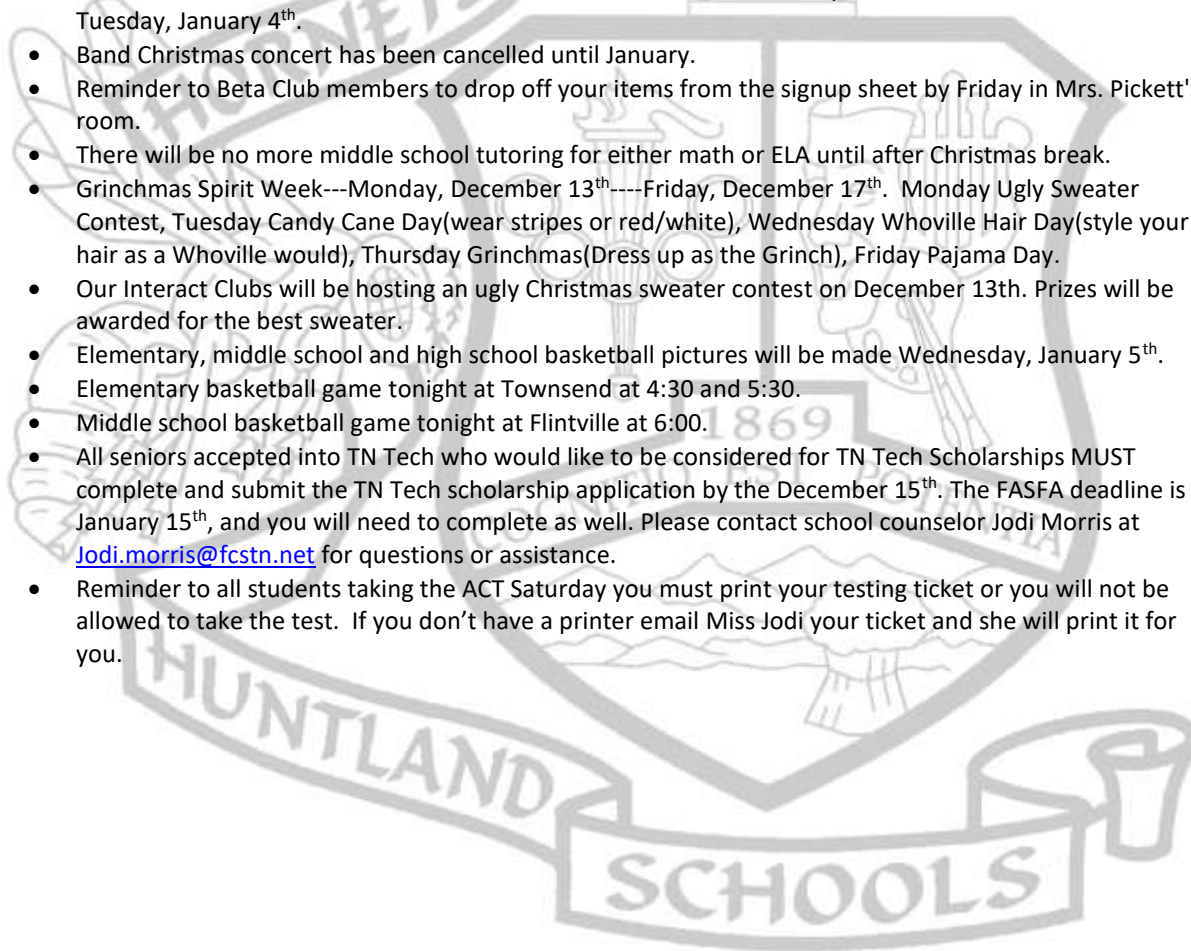 Tuesday, January 4th.
• Band Christmas concert has been cancelled until January.
• Reminder to Beta Club members to drop off your items from the signup sheet by Friday in Mrs. Pickett'
room.
• There will be no more middle school tutoring for either math or ELA until after Christmas break.
• Grinchmas Spirit Week---Monday, December 13th----Friday, December 17th. Monday Ugly Sweater
Contest, Tuesday Candy Cane Day(wear stripes or red/white), Wednesday Whoville Hair Day(style your
hair as a Whoville would), Thursday Grinchmas(Dress up as the Grinch), Friday Pajama Day.
• Our Interact Clubs will be hosting an ugly Christmas sweater contest on December 13th. Prizes will be
awarded for the best sweater.
• Elementary, middle school and high school basketball pictures will be made Wednesday, January 5th.
• Elementary basketball game tonight at Townsend at 4:30 and 5:30.
• Middle school basketball game tonight at Flintville at 6:00.
• All seniors accepted into TN Tech who would like to be considered for TN Tech Scholarships MUST
complete and submit the TN Tech scholarship application by the December 15th. The FASFA deadline is
January 15th, and you will need to complete as well. Please contact school counselor Jodi Morris at
Jodi.morris@fcstn.net for questions or assistance.
• Reminder to all students taking the ACT Saturday you must print your testing ticket or you will not be
allowed to take the test. If you don't have a printer email Miss Jodi your ticket and she will print it for
you.
HORNETS
1869
COGNITIO EST POTENTIA
HUNTLAND
SCHOOLS